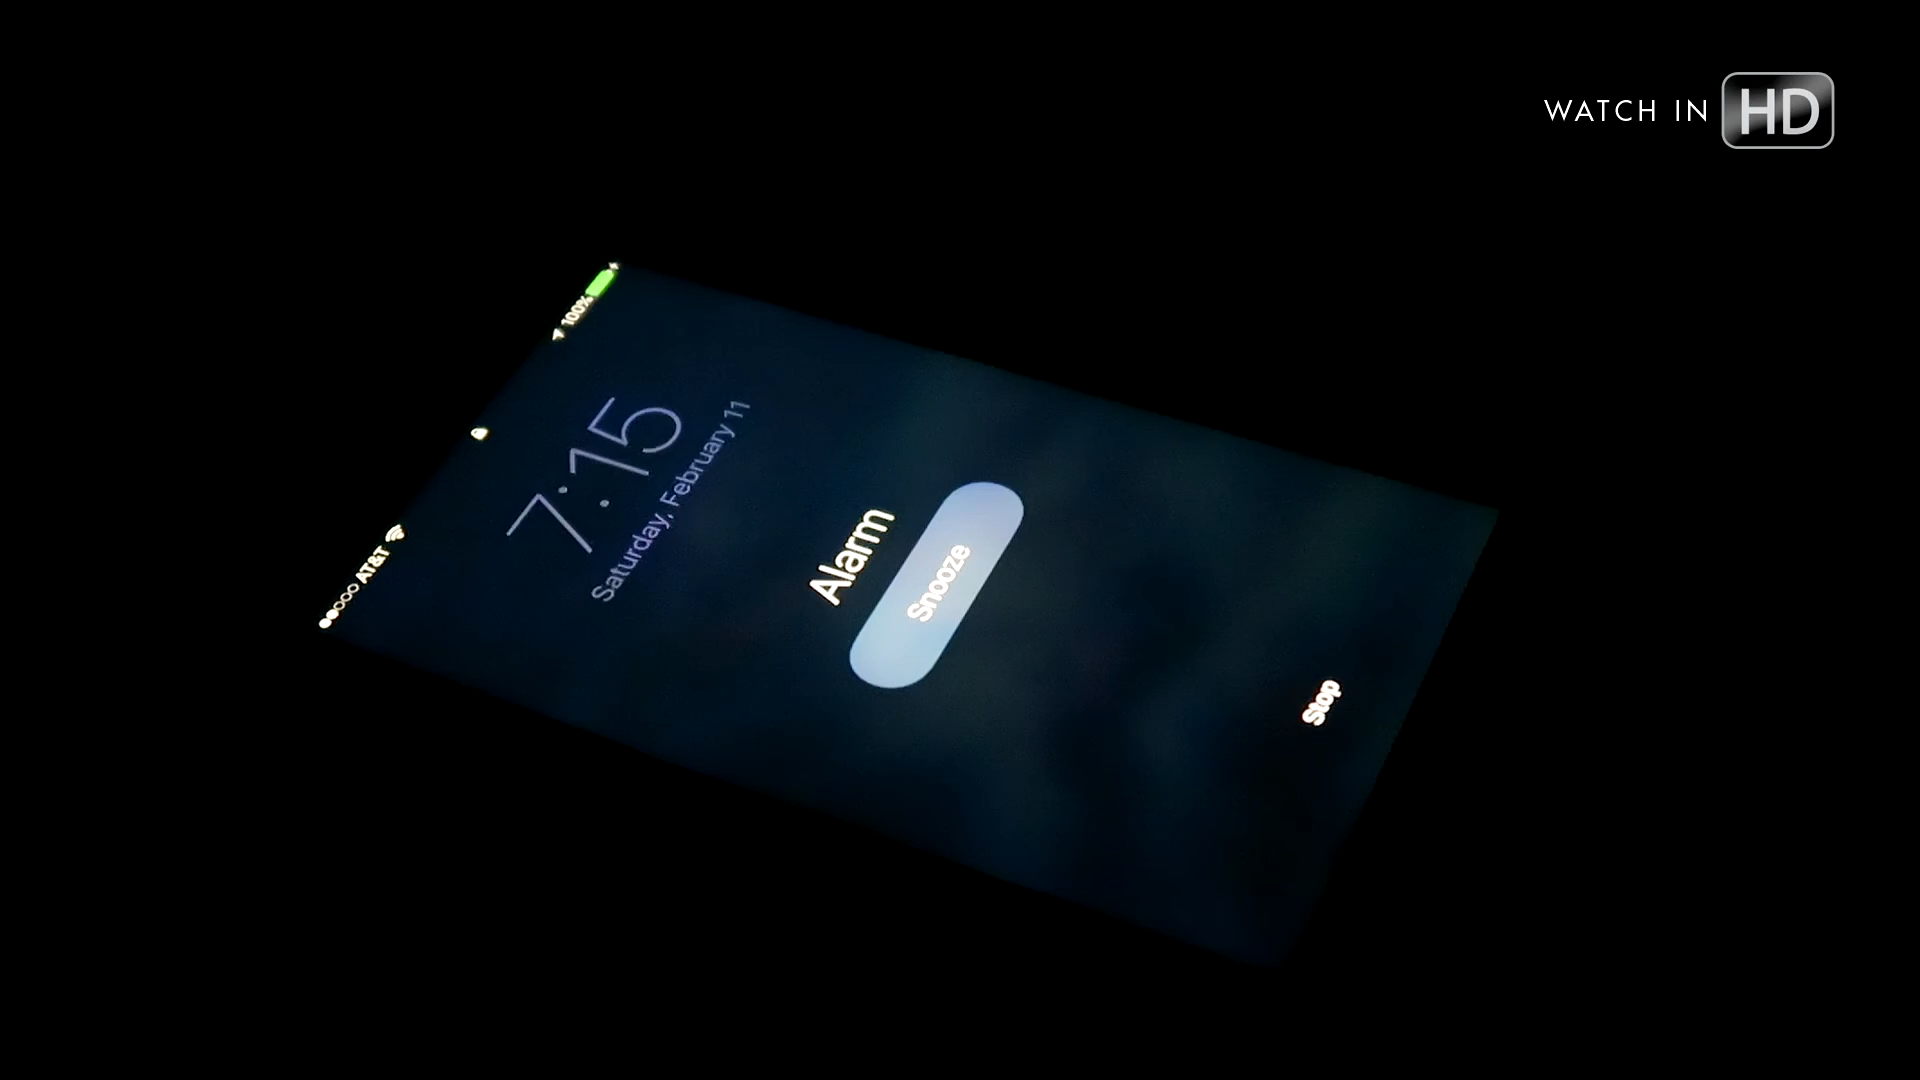 WATCH IN HD
AT&T
100%
7:15
Saturday, February 11
Alarm
Snooze
Stop